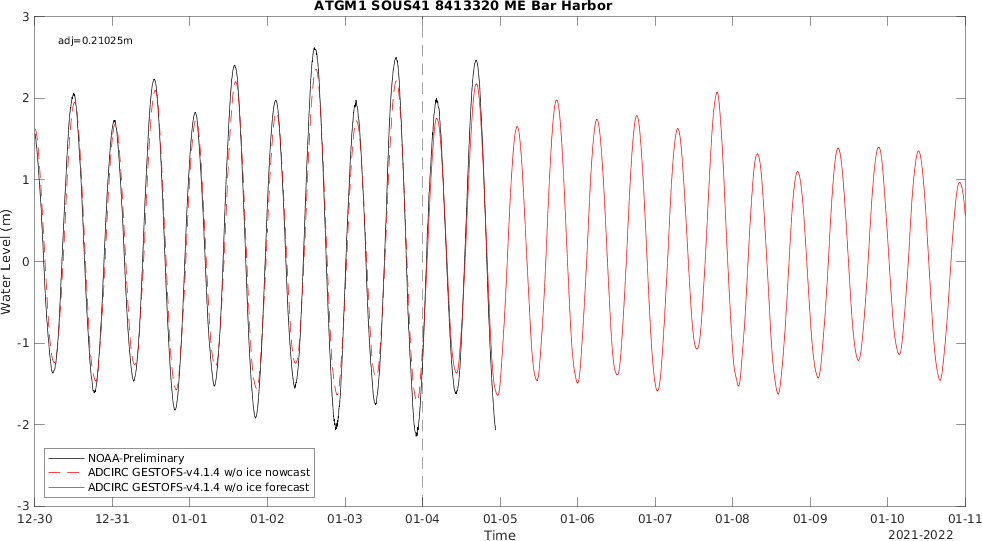 ATGM1 SOUS41 8413320 ME Bar Harbor
adj=0.21025m
3
2
1
0
-1
-2
-3
Water Level (m)
NOAA-Preliminary
ADCIRC GESTOFS-v4.1.4 w/o ice nowcast
ADCIRC GESTOFS-v4.1.4 w/o ice forecast
12-30 12-31 01-01 01-02 01-03 01-04 01-05 01-06 01-07 01-08 01-09 01-10 01-11
Time
2021-2022